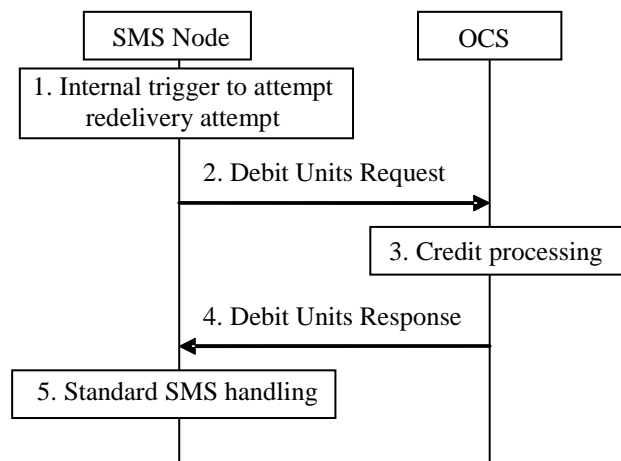 SMS Node
OCS
1. Internal trigger to attempt
redelivery attempt
2. Debit Units Request
3. Credit processing
4. Debit Units Response
5. Standard SMS handling